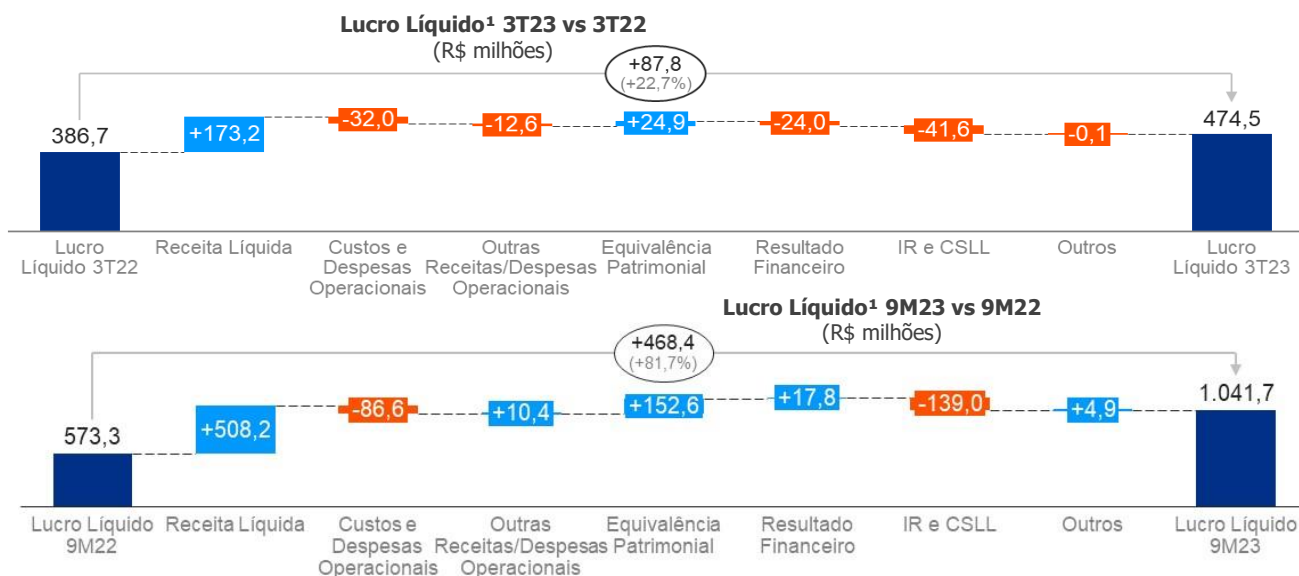 Lucro Líquido¹ 3T23 vs 3T22
(R$ milhões)
+87,8
(+22,7%)
386,7
+173,2
-32,0
-12,6
+24,9
-24,0
-41,6
-0,1
474,5
Lucro
Líquido 3T22
Receita Líquida
Custos e
Despesas
Operacionais
Outras
Receitas/Despesas
Operacionais
Equivalência
Patrimonial
Resultado
Financeiro
IR e CSLL
Outros
Lucro
Líquido 3T23
Lucro Líquido¹ 9M23 vs 9M22
(R$ milhões)
+468,4
(+81,7%)
573,3
+508,2
-86,6
+10,4
+152,6
+17,8
-139,0
+4,9
1.041,7
Lucro Líquido
9M22
Receita Líquida
Custos e
Despesas
Operacionais
Outras
Receitas/Despesas
Operacionais
Equivalência
Patrimonial
Resultado
Financeiro
IR e CSLL
Outros
Lucro Líquido
9M23